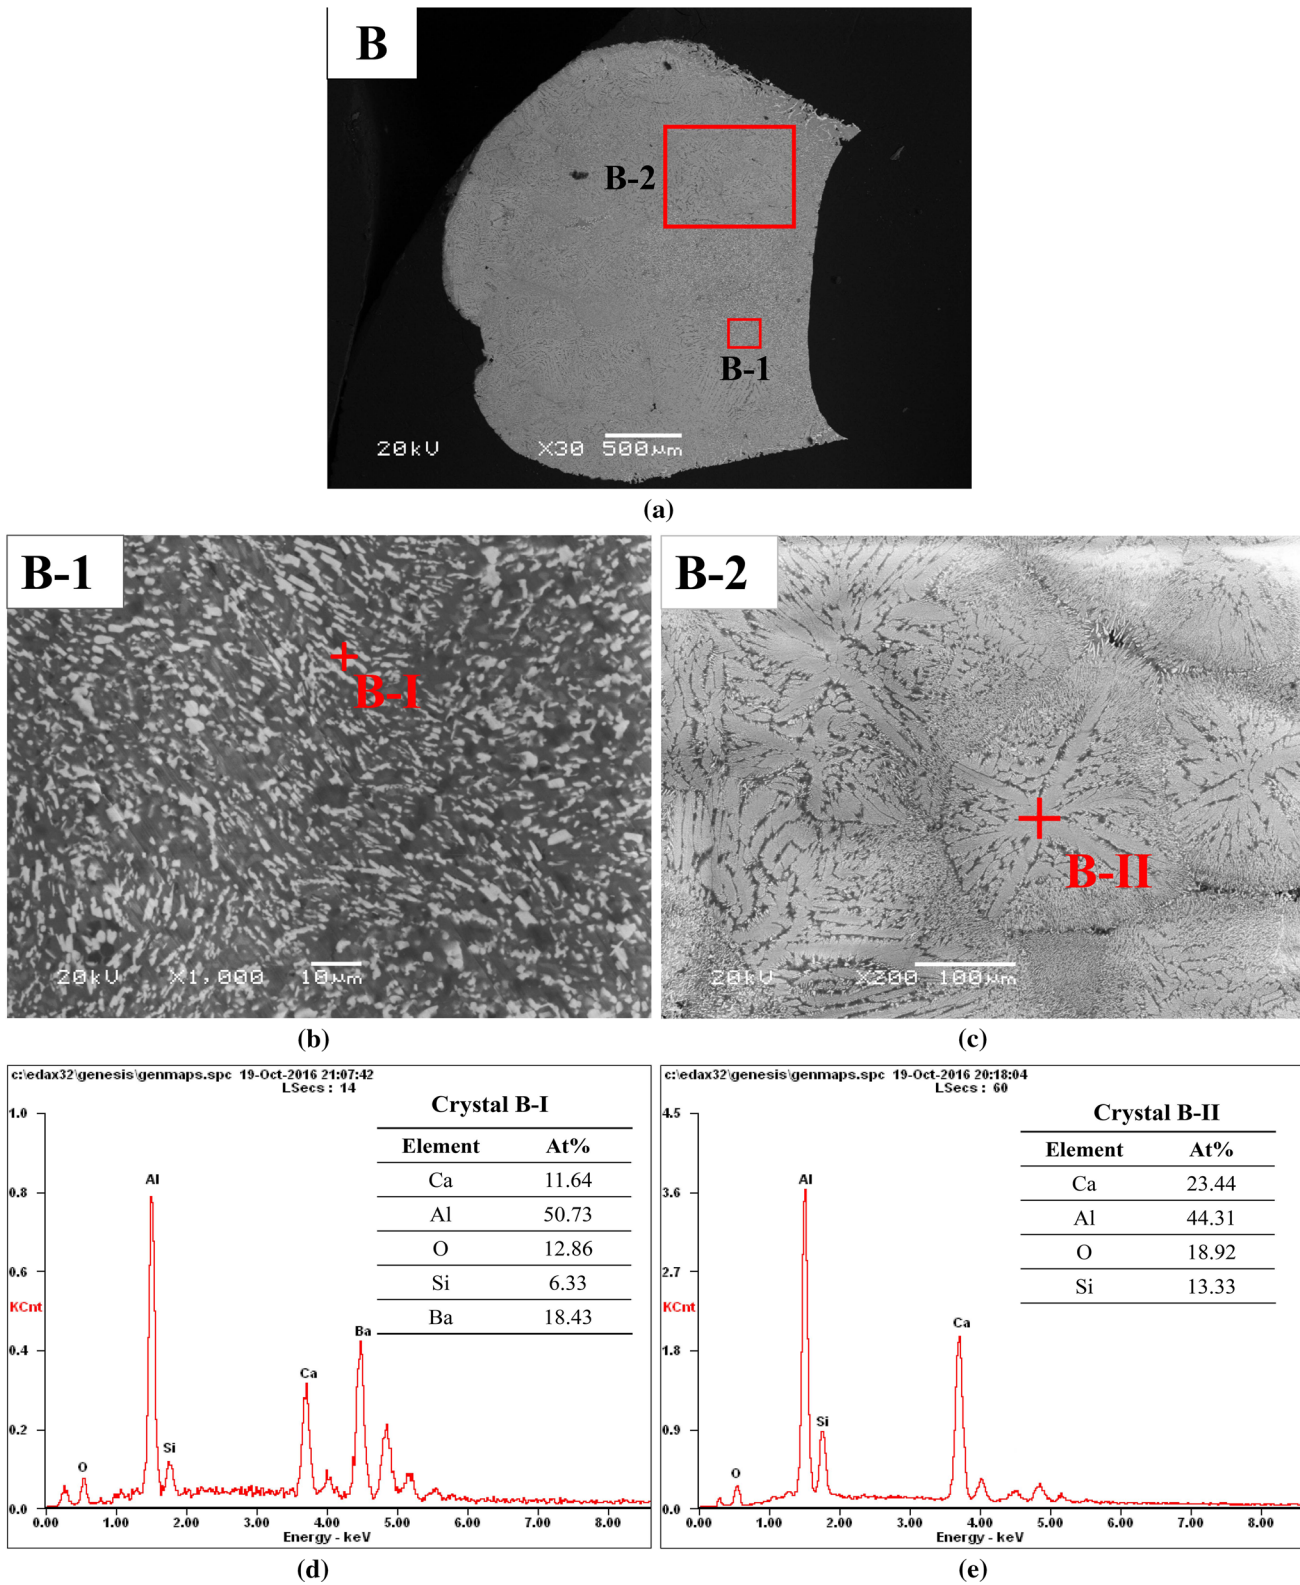 B
B-2
B-1
20kV X30 500μm
(a)
B-1
B-I
20kV X1,000 10μm
(b)
B-2
B-II
20kV X200 100μm
(c)
c:\edax32\genesis\genmaps.spc 19-Oct-2016 21:07:42
LSecs : 14
Crystal B-I
Element At%
Ca 11.64
Al 50.73
O 12.86
Si 6.33
Ba 18.43
1.0
0.8
0.6
KCnt
0.4
0.2
0.0
Al
O
Si
Ca
Ba
0.00 1.00 2.00 3.00 4.00 5.00 6.00 7.00 8.00
Energy - keV
(d)
c:\edax32\genesis\genmaps.spc 19-Oct-2016 20:18:04
LSecs : 60
Crystal B-II
Element At%
Ca 23.44
Al 44.31
O 18.92
Si 13.33
4.5
3.6
2.7
KCnt
1.8
0.9
0.0
Al
O
Si
Ca
0.00 1.00 2.00 3.00 4.00 5.00 6.00 7.00 8.00
Energy - keV
(e)